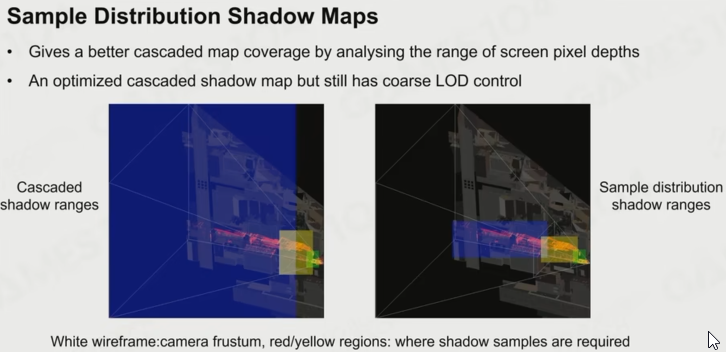 Sample Distribution Shadow Maps
• Gives a better cascaded map coverage by analysing the range of screen pixel depths
• An optimized cascaded shadow map but still has coarse LOD control
Cascaded
shadow ranges
Sample distribution
shadow ranges
White wireframe:camera frustum, red/yellow regions: where shadow samples are required